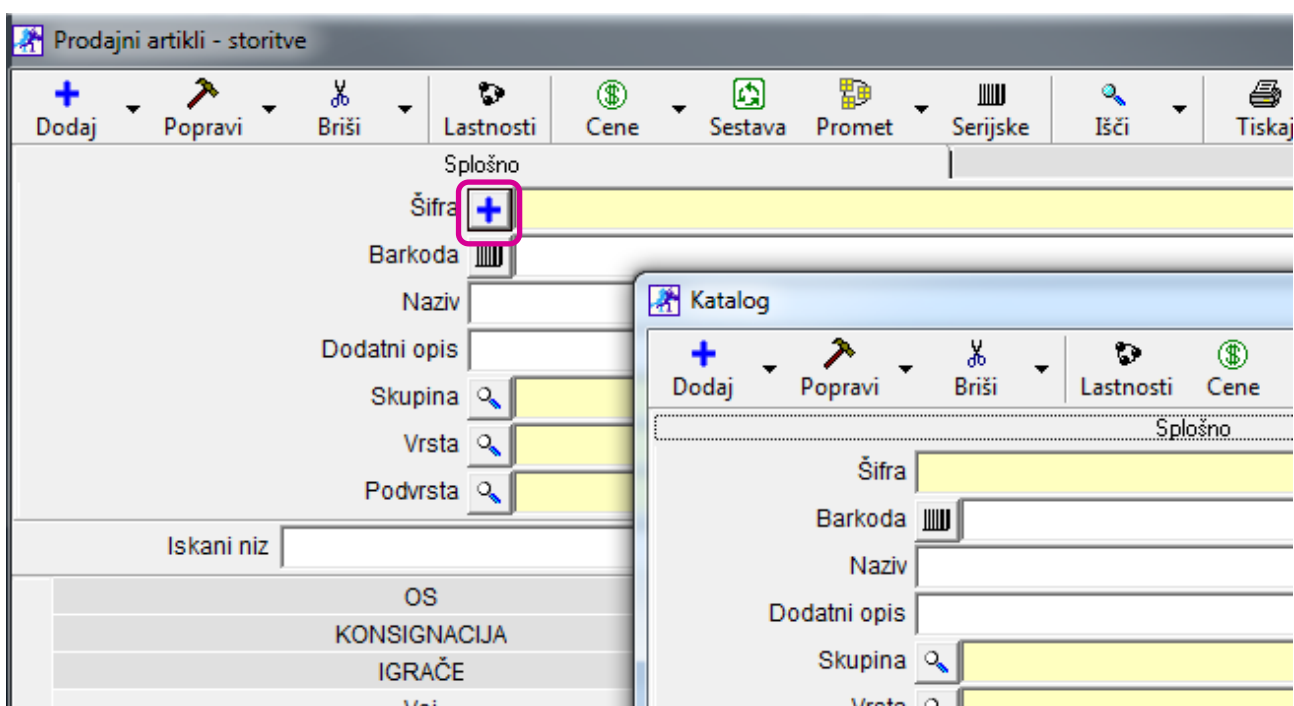 Prodajni artikli - storitve
Dodaj Popravi Briši Lastnosti Cene Sestava Promet Serijske Išči Tiskaj
Splošno
Šifra
Barkoda
Naziv
Dodatni opis
Skupina
Vrsta
Podvrsta
Iskani niz
OS
KONSIGNACIJA
IGRAČE
Katalog
Dodaj Popravi Briši Lastnosti Cene
Splošno
Šifra
Barkoda
Naziv
Dodatni opis
Skupina
Vrsta